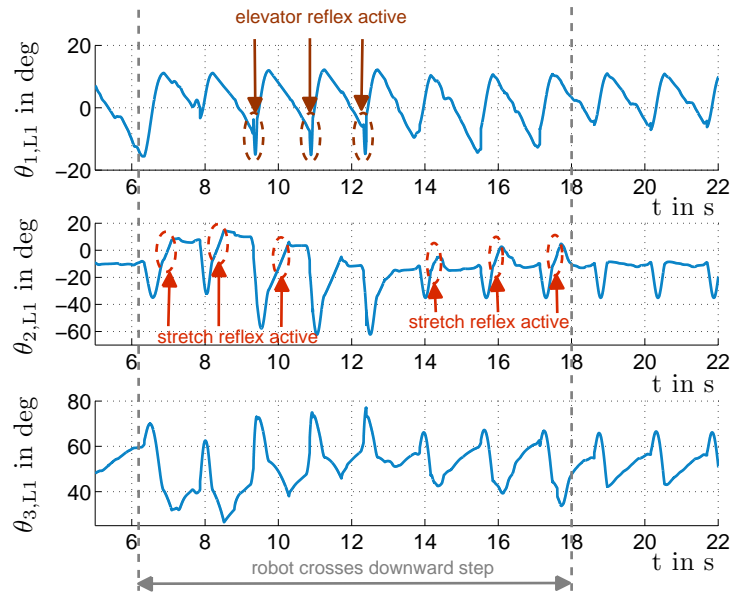 elevator reflex active
20
0
−20
θ1,L1 in deg
6 8 10 12 14 16 18 20 22
t in s
20
0
−20
−40
−60
θ2,L1 in deg
stretch reflex active
stretch reflex active
6 8 10 12 14 16 18 20 22
t in s
80
60
40
θ3,L1 in deg
6 8 10 12 14 16 18 20 22
t in s
robot crosses downward step